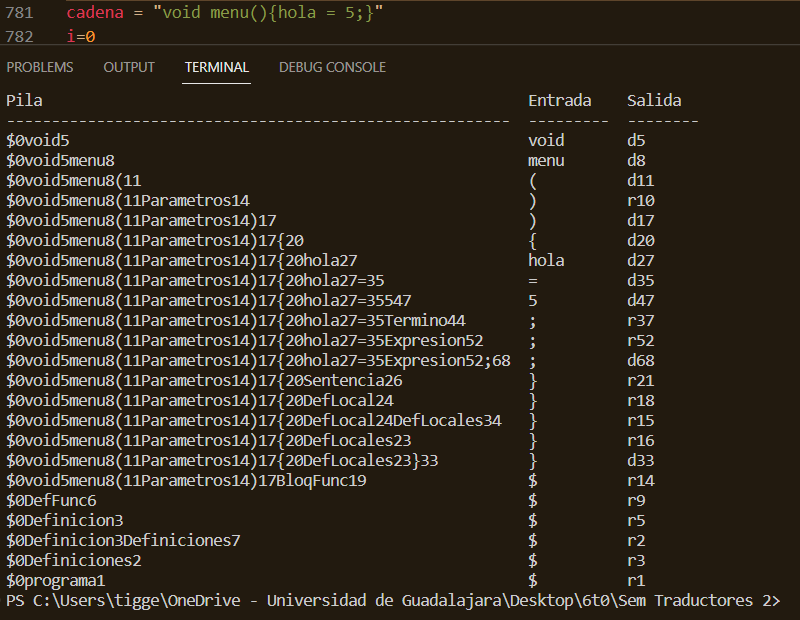 781 cadena = "void menu(){hola = 5;}"
782 i=0
PROBLEMS OUTPUT TERMINAL DEBUG CONSOLE
Pila Entrada Salida
--------------------------------------------------------- --------- --------
$0void5 void d5
$0void5menu8 menu d8
$0void5menu8(11 ( d11
$0void5menu8(11Parametros14 ) r10
$0void5menu8(11Parametros14)17 ) d17
$0void5menu8(11Parametros14)17{20 { d20
$0void5menu8(11Parametros14)17{20hola27 hola d27
$0void5menu8(11Parametros14)17{20hola27=35 = d35
$0void5menu8(11Parametros14)17{20hola27=35547 5 d47
$0void5menu8(11Parametros14)17{20hola27=35Termino44 ; r37
$0void5menu8(11Parametros14)17{20hola27=35Expresion52 ; r52
$0void5menu8(11Parametros14)17{20hola27=35Expresion52;68 ; d68
$0void5menu8(11Parametros14)17{20Sentencia26 } r21
$0void5menu8(11Parametros14)17{20DefLocal24 } r18
$0void5menu8(11Parametros14)17{20DefLocal24DefLocales34 } r15
$0void5menu8(11Parametros14)17{20DefLocales23 } r16
$0void5menu8(11Parametros14)17{20DefLocales23}33 } d33
$0void5menu8(11Parametros14)17BloqFunc19 $ r14
$0DefFunc6 $ r9
$0Definicion3 $ r5
$0Definicion3Definiciones7 $ r2
$0Definiciones2 $ r3
$0programa1 $ r1
PS C:\Users\tigge\OneDrive - Universidad de Guadalajara\Desktop\6t0\Sem Traductores 2>